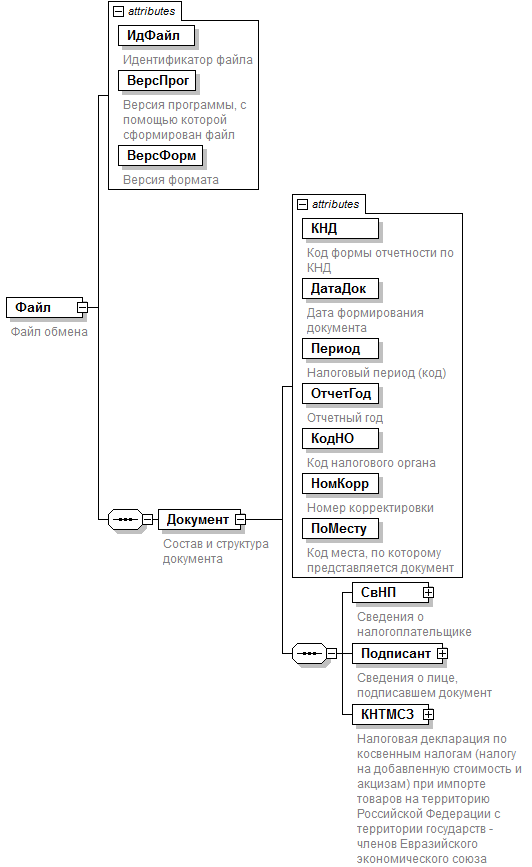 attributes
ИдФайл
Идентификатор файла
ВерсПрог
Версия программы, с
помощью которой
сформирован файл
ВерсФорм
Версия формата
attributes
КНД
Код формы отчетности по
КНД
ДатаДок
Дата формирования
документа
Период
Налоговый период (код)
ОтчетГод
Отчетный год
КодНО
Код налогового органа
НомКорр
Номер корректировки
ПоМесту
Код места, по которому
представляется документ
Файл
Файл обмена
Документ
Состав и структура
документа
СвНП
Сведения о
налогоплательщике
Подписант
Сведения о лице,
подписавшем документ
КНТМСЗ
Налоговая декларация по
косвенным налогам (налогу
на добавленную стоимость и
акцизам) при импорте
товаров на территорию
Российской Федерации с
территории государств -
членов Евразийского
экономического союза